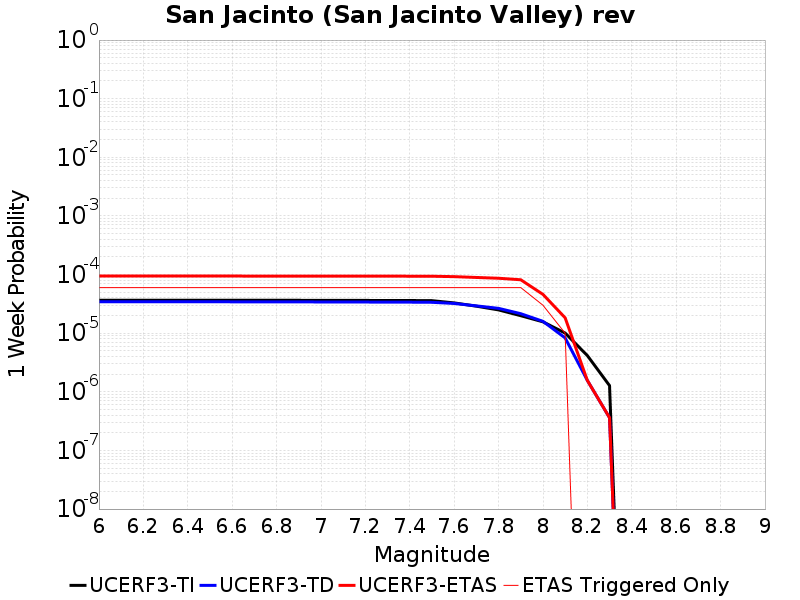 San Jacinto (San Jacinto Valley) rev
1 Week Probability
10^0
10^-1
10^-2
10^-3
10^-4
10^-5
10^-6
10^-7
10^-8
6 6.2 6.4 6.6 6.8 7 7.2 7.4 7.6 7.8 8 8.2 8.4 8.6 8.8 9
Magnitude
UCERF3-TI UCERF3-TD UCERF3-ETAS ETAS Triggered Only